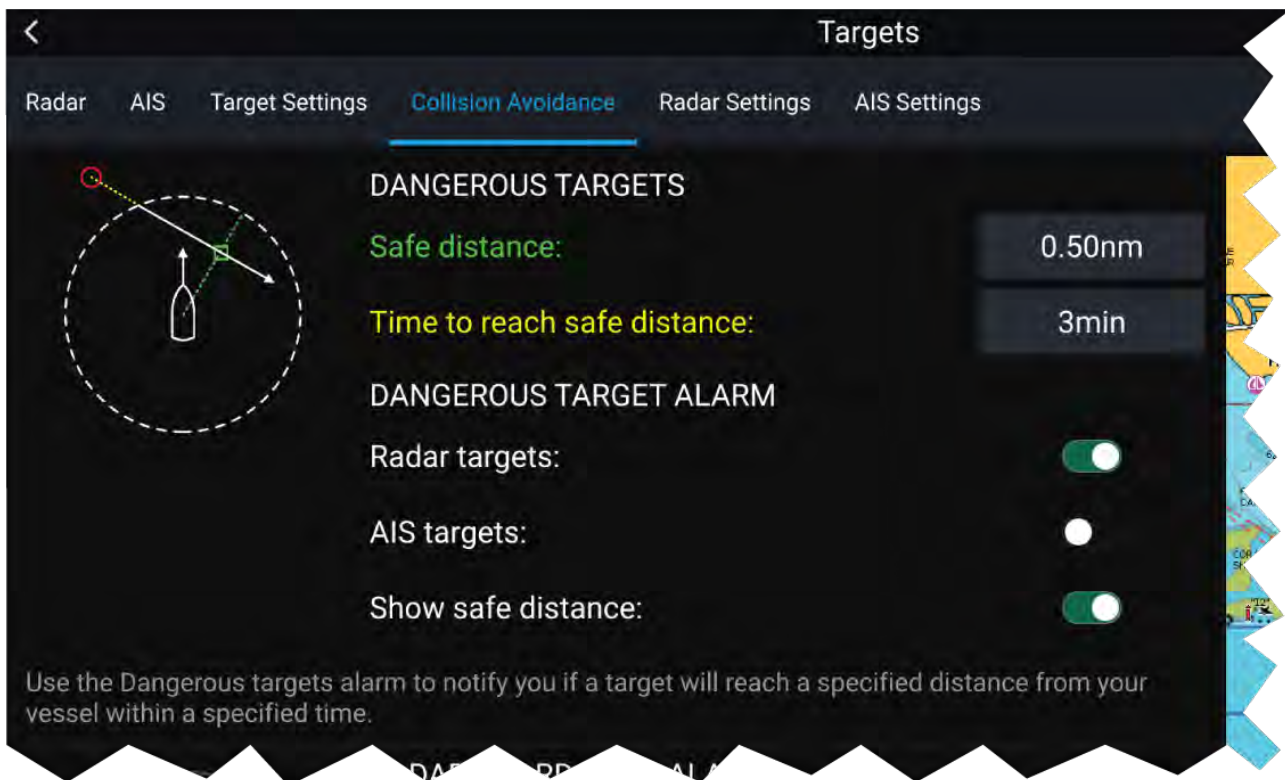 Targets
Radar AIS Target Settings Collision Avoidance Radar Settings AIS Settings
DANGEROUS TARGETS
Safe distance: 0.50nm
Time to reach safe distance: 3min
DANGEROUS TARGET ALARM
Radar targets:
AIS targets:
Show safe distance:
Use the Dangerous targets alarm to notify you if a target will reach a specified distance from your
vessel within a specified time.